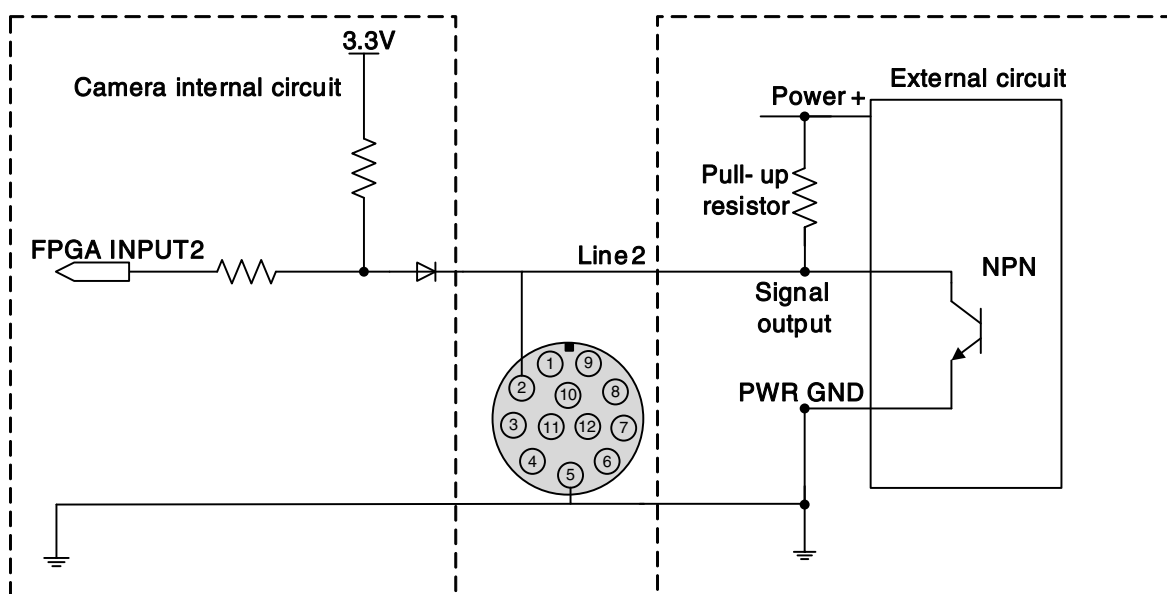 3.3V
Camera internal circuit
External circuit
Power+
Pull- up
resistor
FPGA INPUT2
Line2
NPN
Signal
output
1
9
2
10
8
PWR GND
3
11
12
7
4
5
6